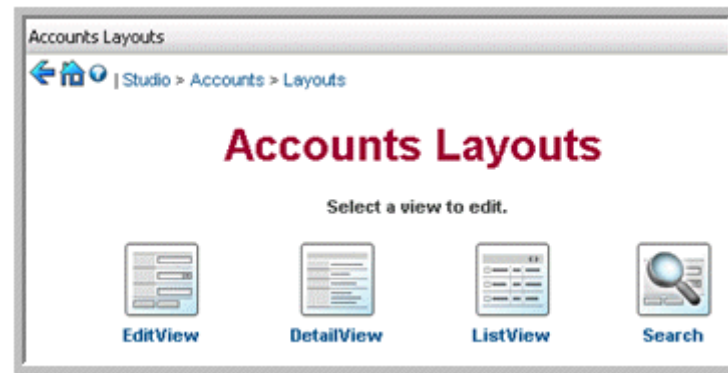 Accounts Layouts
| Studio > Accounts > Layouts
Accounts Layouts
Select a view to edit.
EditView DetailView ListView Search